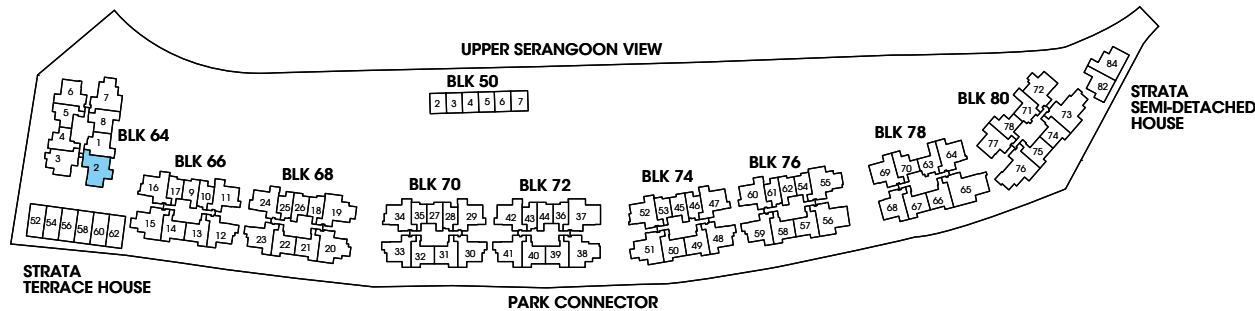 UPPER SERANGOON VIEW
BLK 50
2 3 4 5 6 7
BLK 64
6 7
5 8
4 1
3 2
BLK 66
16 17 9 10 11
15 14 13 12
BLK 68
24 25 26 18 19
23 22 21 20
BLK 70
34 35 27 28 29
33 32 31 30
BLK 72
42 43 44 36 37
41 40 39 38
BLK 74
52 53 45 46 47
51 50 49 48
BLK 76
60 61 62 54 55
59 58 57 56
BLK 78
69 70 63 64
68 67 66 65
BLK 80
72
71 73
78 74
77 75
76
84
82
STRATA
SEMI-DETACHED
HOUSE
52 54 56 58 60 62
STRATA
TERRACE HOUSE
PARK CONNECTOR